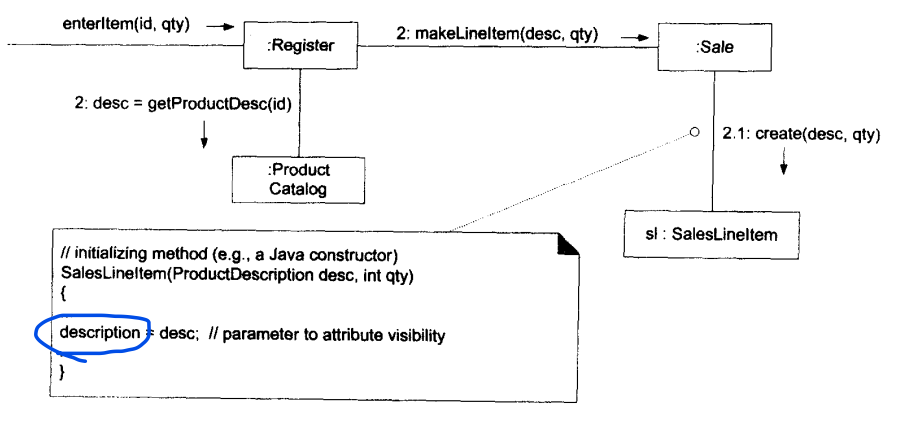 enterItem(id, qty)
:Register
2: makeLineItem(desc, qty)
:Sale
2: desc = getProductDesc(id)
2.1: create(desc, qty)
:Product
Catalog
sl : SalesLineItem
// initializing method (e.g., a Java constructor)
SalesLineItem(ProductDescription desc, int qty)
{
description = desc; // parameter to attribute visibility
}